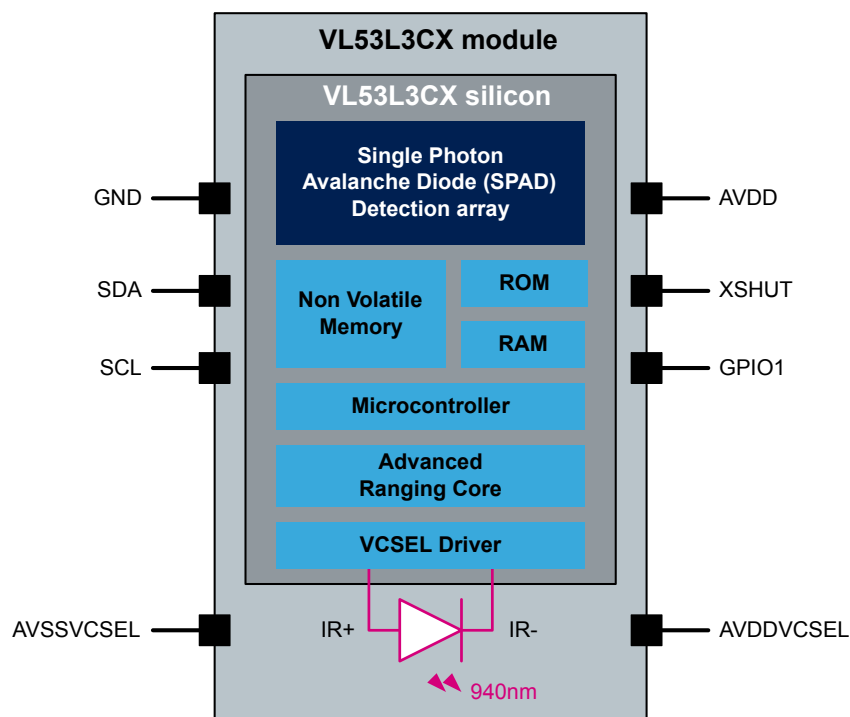 VL53L3CX module
VL53L3CX silicon
Single Photon
Avalanche Diode (SPAD)
Detection array
GND
AVDD
SDA
XSHUT
Non Volatile
Memory
ROM
RAM
SCL
GPIO1
Microcontroller
Advanced
Ranging Core
VCSEL Driver
AVSSVCSEL
IR+
IR-
AVDDVCSEL
940nm